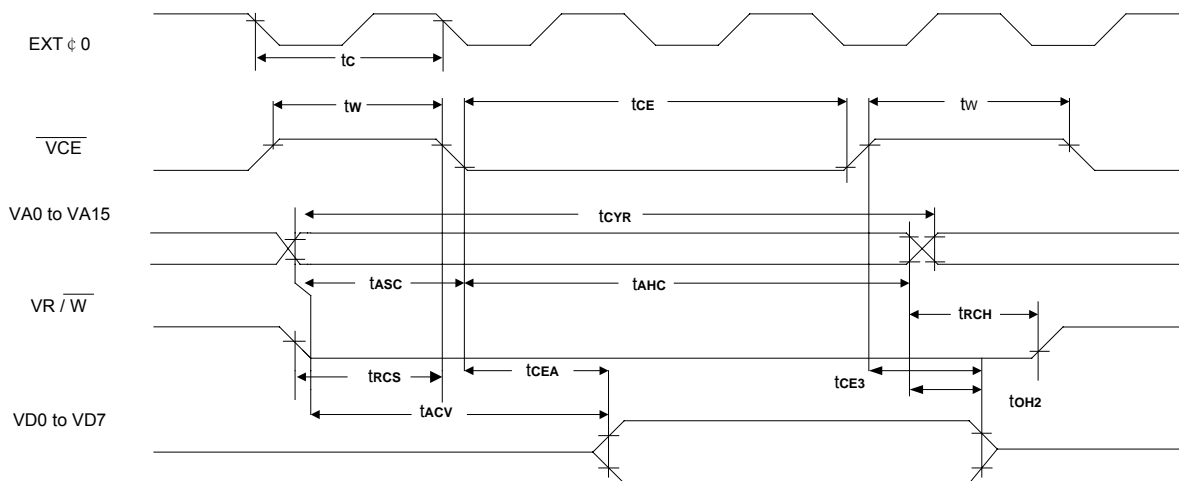 EXT ¢ 0
tC
tW
tCE
tW
VCE
VA0 to VA15
tCYR
tASC
tAHC
VR / W
tRCH
tRCS
tCEA
tCE3
tACV
tOH2
VD0 to VD7